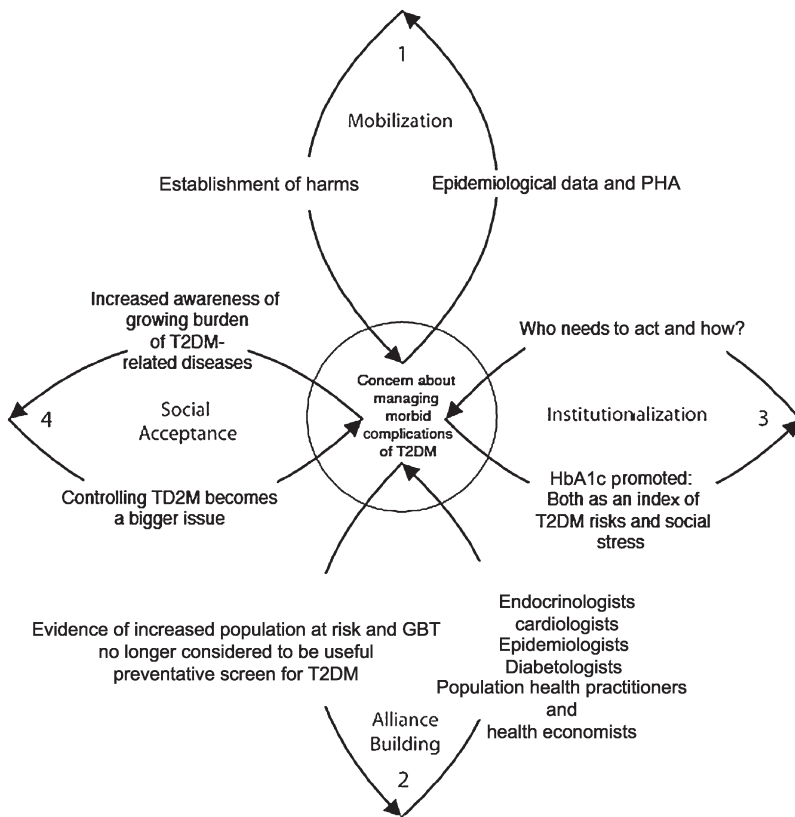 1
Mobilization
Establishment of harms
Epidemiological data and PHA
Increased awareness of
growing burden
of T2DM-
related diseases
4
Social
Acceptance
Controlling TD2M becomes
a bigger issue
Concern about
managing
morbid
complications
of T2DM
Who needs to act and how?
Institutionalization
3
HbA1c promoted:
Both as an index of
T2DM risks and social
stress
Evidence of increased population at risk and GBT
no longer considered to be useful
preventative screen for T2DM
Endocrinologists
cardiologists
Epidemiologists
Diabetologists
Population health practitioners
and
health economists
Alliance
Building
2